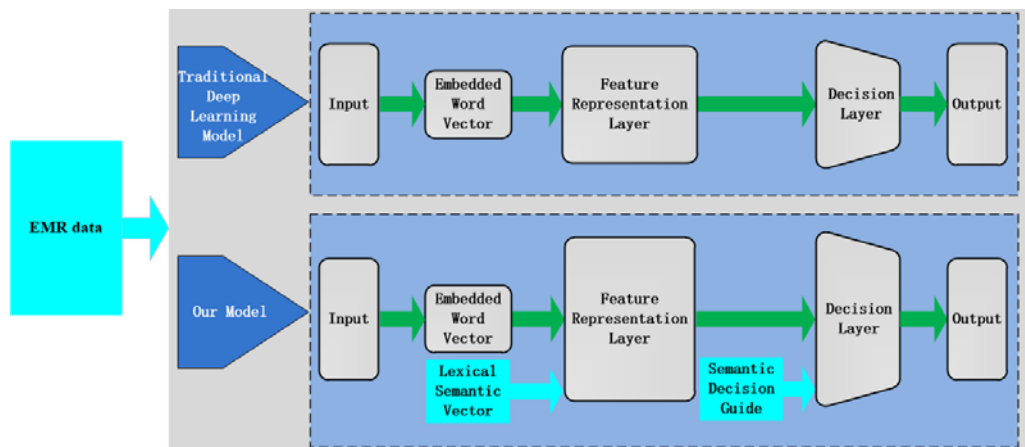 Traditional
Deep
Learning
Model
Input
Embedded
Word
Vector
Feature
Representation
Layer
Decision
Layer
Output
EMR data
Our Model
Input
Embedded
Word
Vector
Lexical
Semantic
Vector
Feature
Representation
Layer
Semantic
Decision
Guide
Decision
Layer
Output